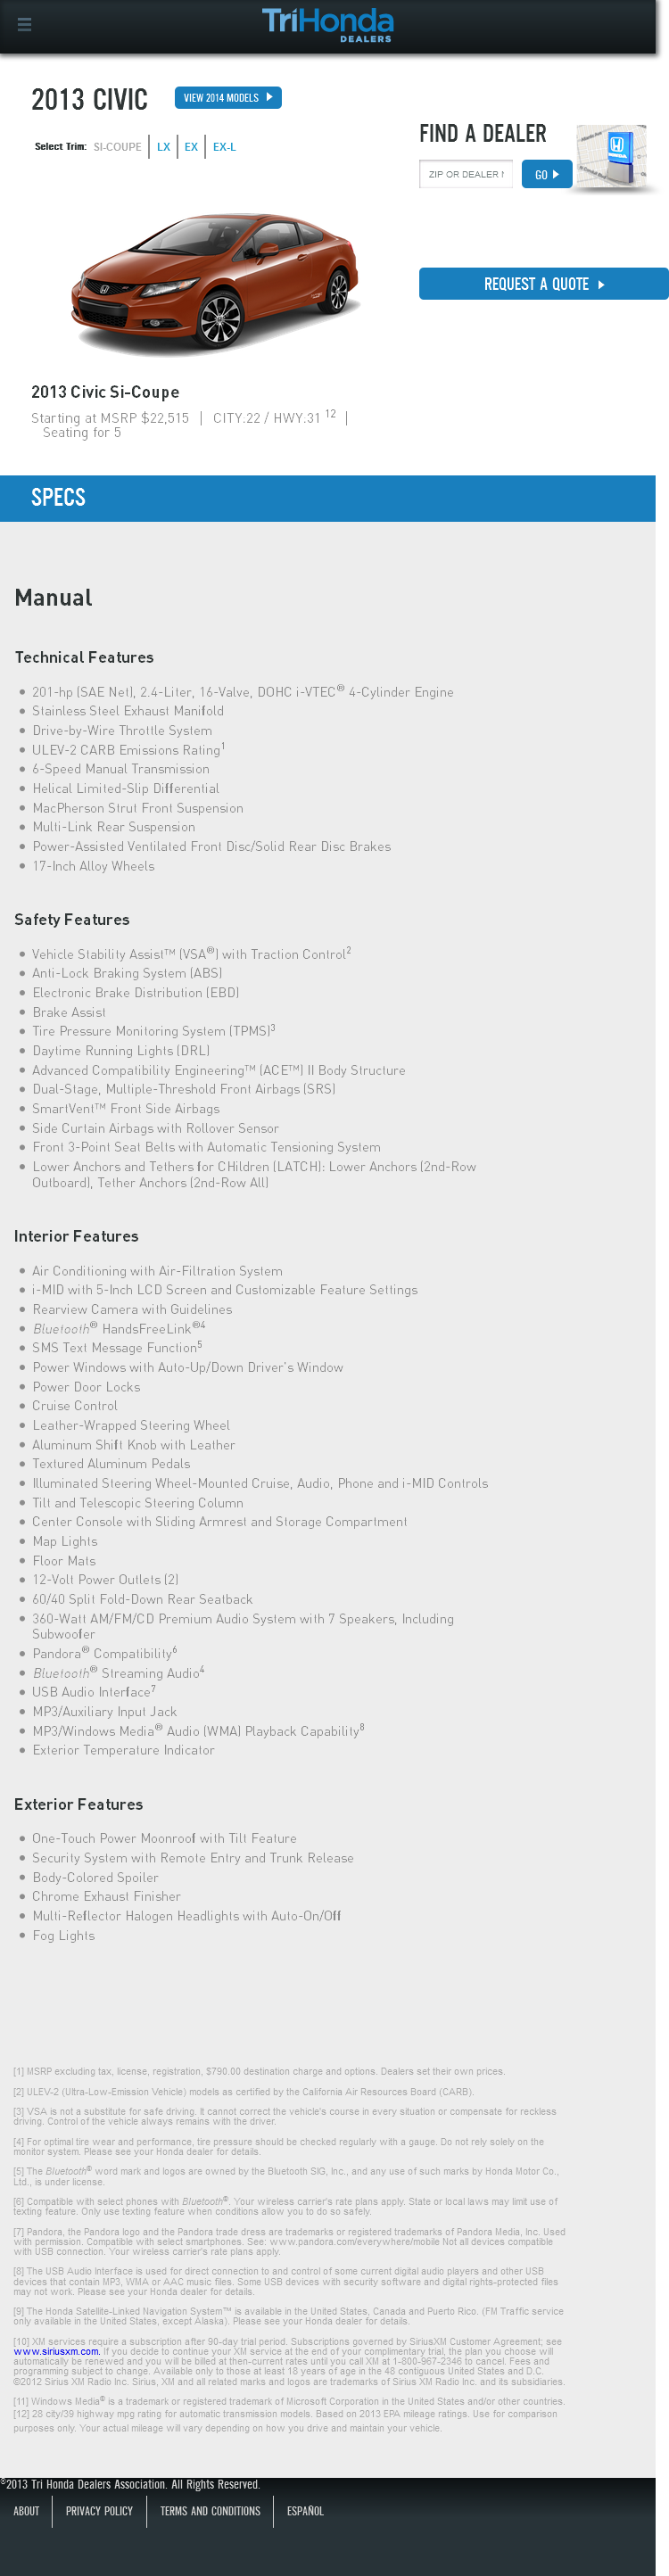 TriHonda
DEALERS
2013 CIVIC
VIEW 2014 MODELS
Select Trim: SI-COUPE LX EX EX-L
FIND A DEALER
ZIP OR DEALER
GO
REQUEST A QUOTE
2013 Civic Si-Coupe
Starting at MSRP $22,515 | CITY.22 / HWY.31 12 |
Seating for 5
SPECS
Manual
Technical Features
201-hp (SAE Net), 2.4-Liter, 16-Valve, DOHC i-VTEC® 4-Cylinder Engine
Stainless Steel Exhaust Manifold
Drive-by-Wire Throttle System
ULEV-2 CARB Emissions Rating1
6-Speed Manual Transmission
Helical Limited-Slip Differential
MacPherson Strut Front Suspension
Multi-Link Rear Suspension
Power-Assisted Ventilated Front Disc/Solid Rear Disc Brakes
17-Inch Alloy Wheels
Safety Features
Vehicle Stability Assist™ (VSA®) with Traction Control2
Anti-Lock Braking System (ABS)
Electronic Brake Distribution (EBD)
Brake Assist
Tire Pressure Monitoring System (TPMS)3
Daytime Running Lights (DRL)
Advanced Compatibility Engineering™ (ACE™) II Body Structure
Dual-Stage, Multiple-Threshold Front Airbags (SRS)
SmartVent™ Front Side Airbags
Side Curtain Airbags with Rollover Sensor
Front 3-Point Seat Belts with Automatic Tensioning System
Lower Anchors and Tethers for CHildren (LATCH): Lower Anchors (2nd-Row
Outboard), Tether Anchors (2nd-Row All)
Interior Features
Air Conditioning with Air-Filtration System
i-MID with 5-Inch LCD Screen and Customizable Feature Settings
Rearview Camera with Guidelines
Bluetooth® HandsFreeLink®4
SMS Text Message Function5
Power Windows with Auto-Up/Down Driver's Window
Power Door Locks
Cruise Control
Leather-Wrapped Steering Wheel
Aluminum Shift Knob with Leather
Textured Aluminum Pedals
Illuminated Steering Wheel-Mounted Cruise, Audio, Phone and i-MID Controls
Tilt and Telescopic Steering Column
Center Console with Sliding Armrest and Storage Compartment
Map Lights
Floor Mats
12-Volt Power Outlets (2)
60/40 Split Fold-Down Rear Seatback
360-Watt AM/FM/CD Premium Audio System with 7 Speakers, Including
Subwoofer
Pandora® Compatibility6
Bluetooth® Streaming Audio4
USB Audio Interface7
MP3/Auxiliary Input Jack
MP3/Windows Media® Audio (WMA) Playback Capability8
Exterior Temperature Indicator
Exterior Features
One-Touch Power Moonroof with Tilt Feature
Security System with Remote Entry and Trunk Release
Body-Colored Spoiler
Chrome Exhaust Finisher
Multi-Reflector Halogen Headlights with Auto-On/Off
Fog Lights
[1] MSRP excluding tax, license, registration, $790.00 destination charge and options. Dealers set their own prices.
[2] ULEV-2 (Ultra-Low-Emission Vehicle) models as certified by the California Air Resources Board (CARB).
[3] VSA is not a substitute for safe driving. It cannot correct the vehicle's course in every situation or compensate for reckless
driving. Control of the vehicle always remains with the driver.
[4] For optimal tire wear and performance, tire pressure should be checked regularly with a gauge. Do not rely solely on the
monitor system. Please see your Honda dealer for details.
[5] The Bluetooth® word mark and logos are owned by the Bluetooth SIG, Inc., and any use of such marks by Honda Motor Co.,
Ltd., is under license.
[6] Compatible with select phones with Bluetooth®. Your wireless carrier's rate plans apply. State or local laws may limit use of
texting feature. Only use texting feature when conditions allow you to do so safely.
[7] Pandora, the Pandora logo and the Pandora trade dress are trademarks or registered trademarks of Pandora Media, Inc. Used
with permission. Compatible with select smartphones. See: www.pandora.com/everywhere/mobile Not all devices compatible
with USB connection. Your wireless carrier's rate plans apply.
[8] The USB Audio Interface is used for direct connection to and control of some current digital audio players and other USB
devices that contain MP3, WMA or AAC music files. Some USB devices with security software and digital rights-protected files
may not work. Please see your Honda dealer for details.
[9] The Honda Satellite-Linked Navigation System™ is available in the United States, Canada and Puerto Rico. (FM Traffic service
only available in the United States, except Alaska). Please see your Honda dealer for details.
[10] XM services require a subscription after 90-day trial period. Subscriptions governed by SiriusXM Customer Agreement; see
www.siriusxm.com. If you decide to continue your XM service at the end of your complimentary trial, the plan you choose will
automatically be renewed and you will be billed at then-current rates until you call XM at 1-800-967-2346 to cancel. Fees and
programming subject to change. Available only to those at least 18 years of age in the 48 contiguous United States and D.C.
©2012 Sirius XM Radio Inc. Sirius, XM and all related marks and logos are trademarks of Sirius XM Radio Inc. and its subsidiaries.
[11] Windows Media® is a trademark or registered trademark of Microsoft Corporation in the United States and/or other countries.
[12] 28 city/39 highway mpg rating for automatic transmission models. Based on 2013 EPA mileage ratings. Use for comparison
purposes only. Your actual mileage will vary depending on how you drive and maintain your vehicle.
©2013 Tri Honda Dealers Association. All Rights Reserved.
ABOUT PRIVACY POLICY TERMS AND CONDITIONS ESPAÑOL